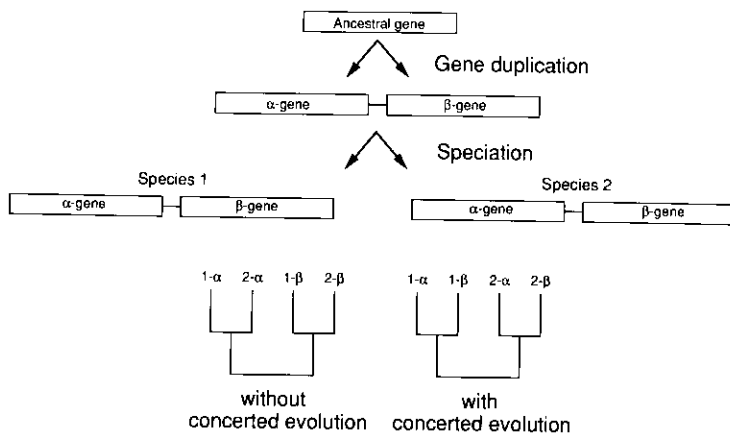 Ancestral gene
Gene duplication
α-gene
β-gene
Speciation
Species 1
Species 2
α-gene
β-gene
α-gene
β-gene
1-α 2-α 1-β 2-β
1-α 1-β 2-α 2-β
without
concerted evolution
with
concerted evolution